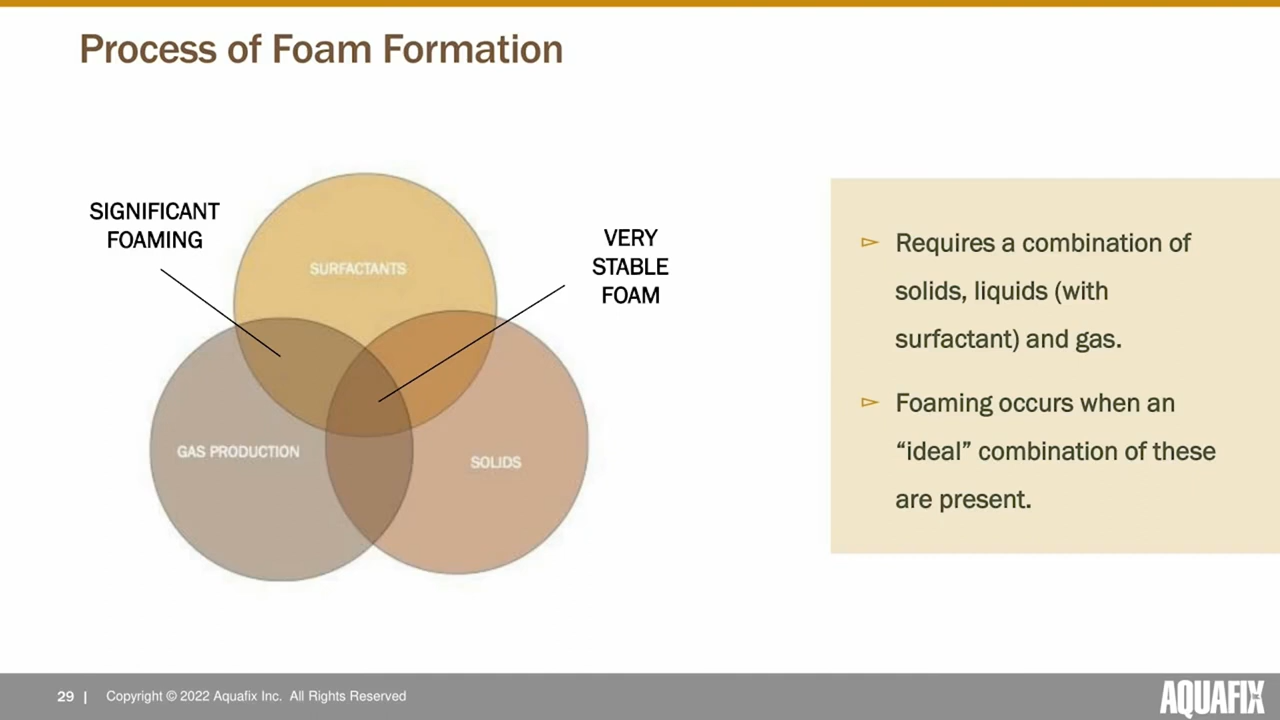 Process of Foam Formation
SIGNIFICANT
FOAMING
VERY
STABLE
FOAM
SURFACTANTS
GAS PRODUCTION
SOLIDS
► Requires a combination of
solids, liquids (with
surfactant) and gas.
► Foaming occurs when an
“ideal” combination of these
are present.
29 | Copyright © 2022 Aquafix Inc. All Rights Reserved
AQUAFIX